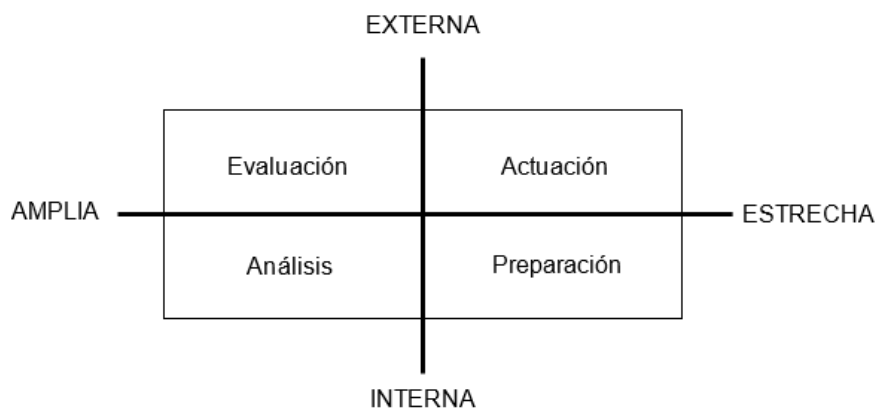 EXTERNA
Evaluación
Actuación
AMPLIA
ESTRECHA
Análisis
Preparación
INTERNA